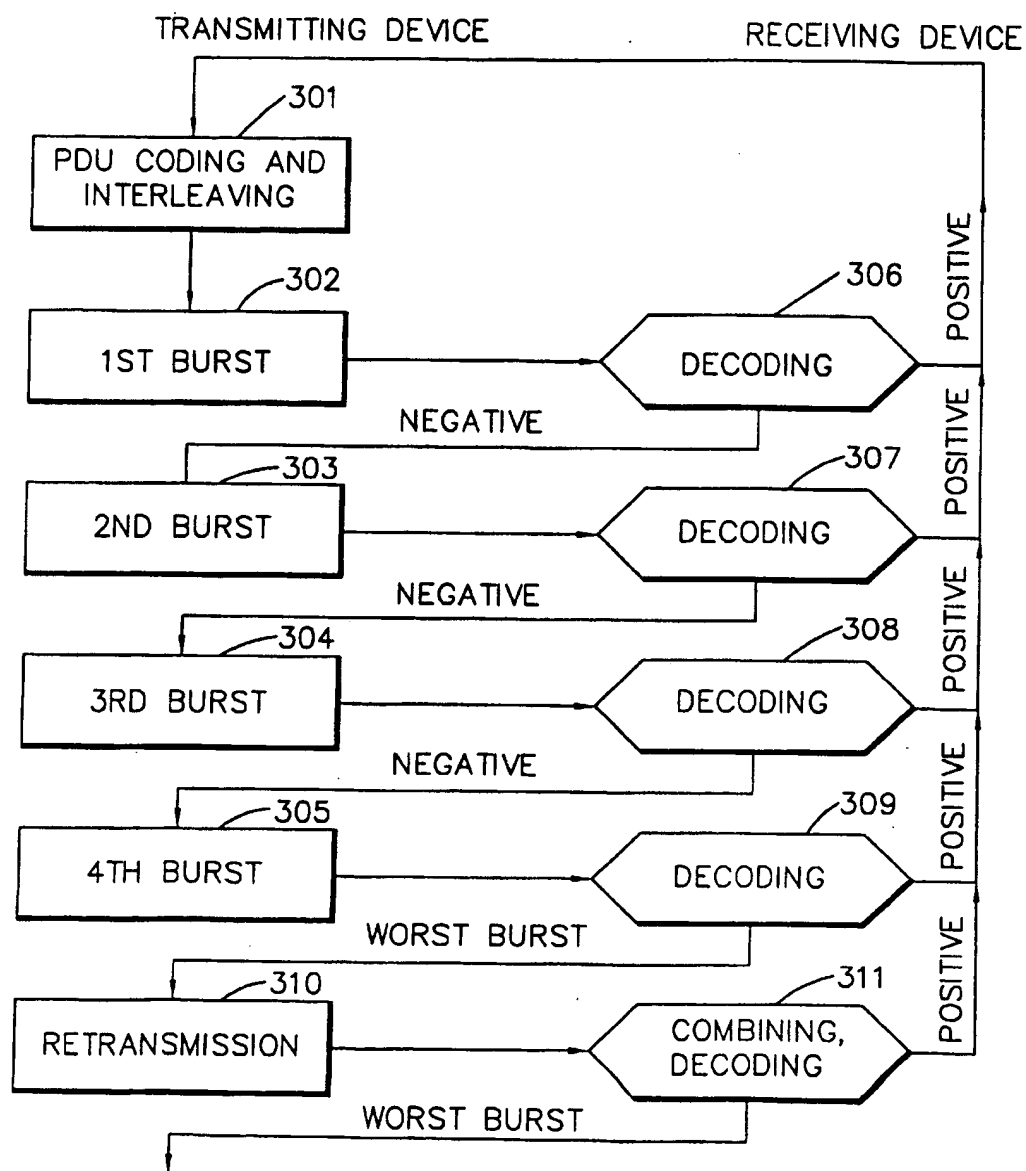 TRANSMITTING DEVICE
RECEIVING DEVICE
301
PDU CODING AND
INTERLEAVING
302
1ST BURST
306
DECODING
POSITIVE
NEGATIVE
303
2ND BURST
307
DECODING
POSITIVE
NEGATIVE
304
3RD BURST
308
DECODING
POSITIVE
NEGATIVE
305
4TH BURST
309
DECODING
POSITIVE
WORST BURST
310
RETRANSMISSION
311
COMBINING,
DECODING
POSITIVE
WORST BURST